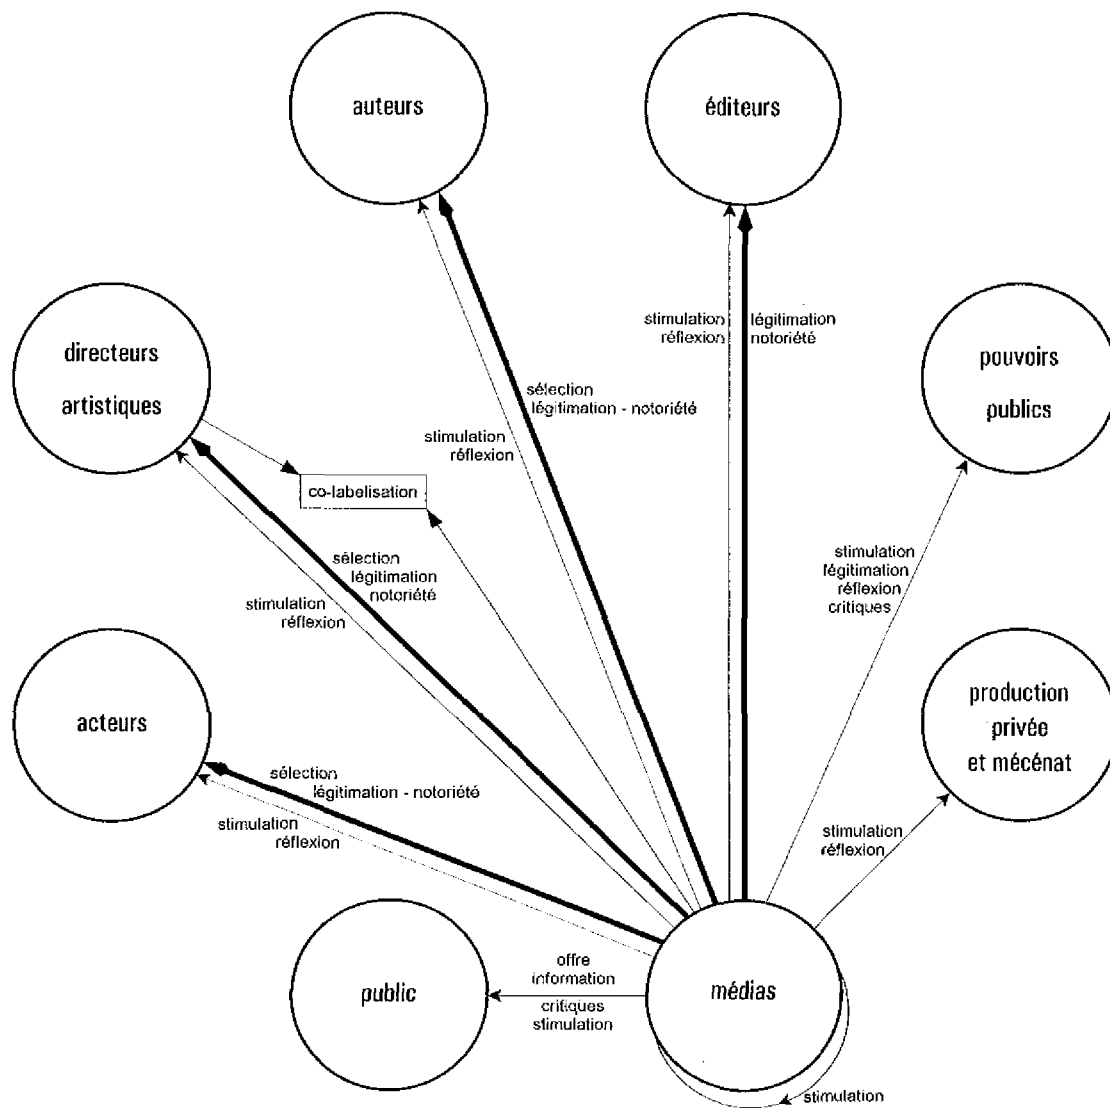 auteurs
éditeurs
directeurs
artistiques
pouvoirs
publics
stimulation
réflexion
légitimation
notoriété
sélection
légitimation - notoriété
stimulation
réflexion
co-labelisation
sélection
légitimation
notoriété
stimulation
réflexion
stimulation
légitimation
réflexion
critiques
acteurs
production
privée
et mécénat
sélection
légitimation - notoriété
stimulation
réflexion
stimulation
réflexion
public
offre
information
critiques
stimulation
médias
stimulation